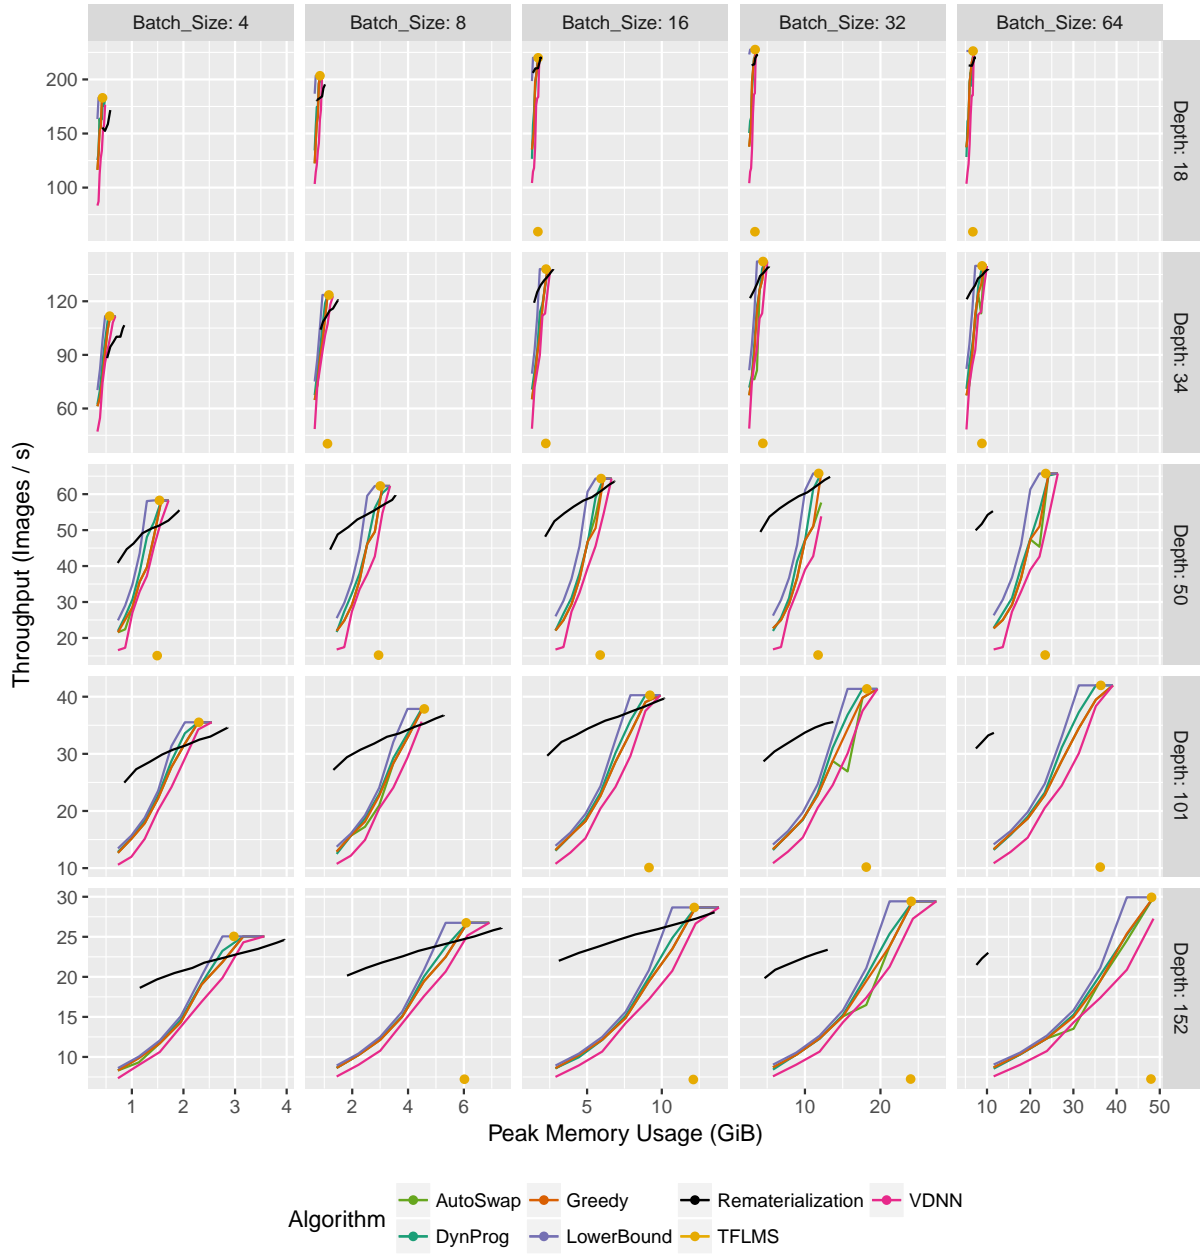 Batch_Size: 4 Batch_Size: 8 Batch_Size: 16 Batch_Size: 32 Batch_Size: 64
200
150
100
Depth: 18
120
90
60
Depth: 34
60
50
40
30
20
Depth: 50
40
30
20
10
Depth: 101
30
25
20
15
10
Depth: 152
Throughput (Images / s)
1 2 3 4 2 4 6 5 10 10 20 10 20 30 40 50
Peak Memory Usage (GiB)
Algorithm
AutoSwap Greedy Rematerialization VDNN
DynProg LowerBound TFLMS